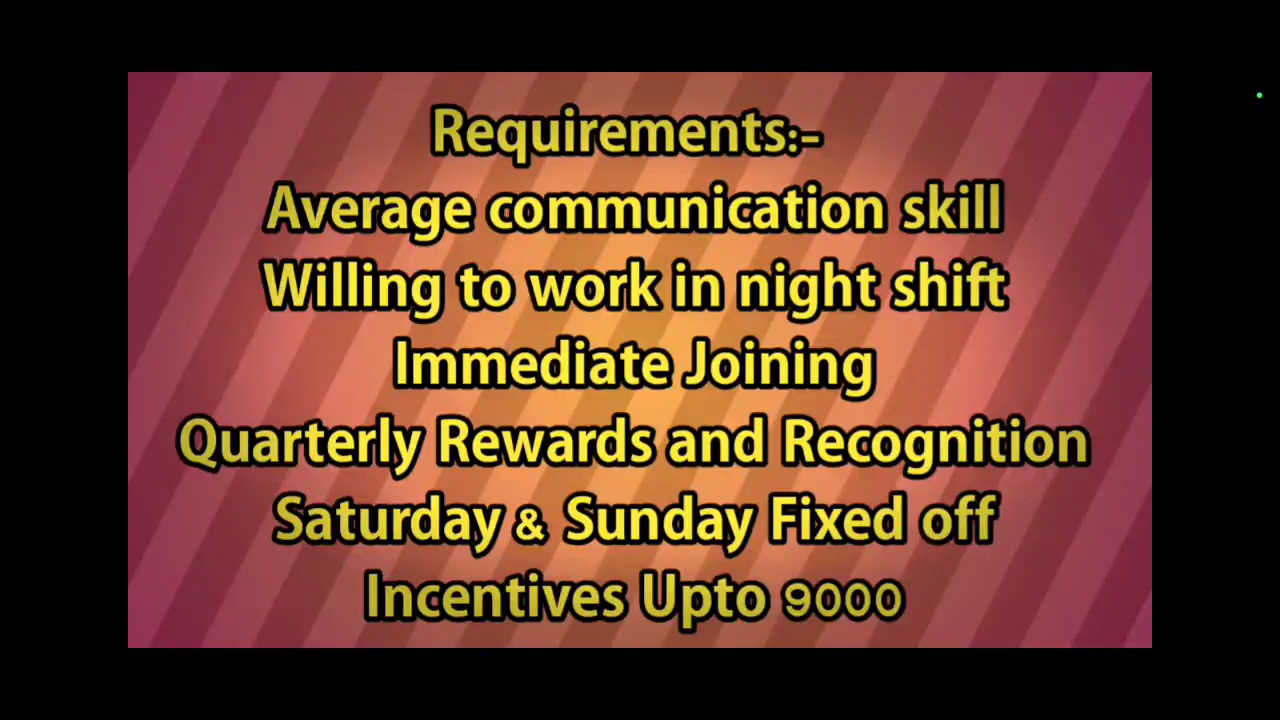 Requirements:-
Average communication skill
Willing to work in night shift
Immediate Joining
Quarterly Rewards and Recognition
Saturday & Sunday Fixed off
Incentives Upto 9000